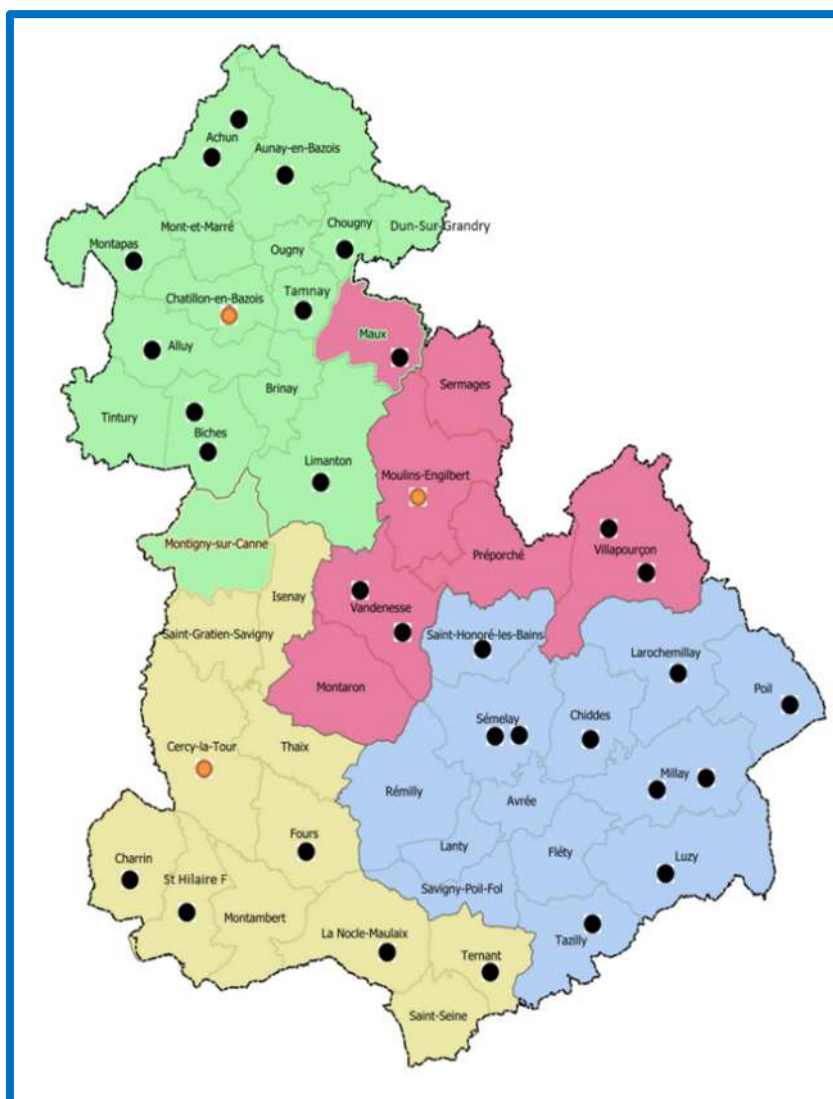 Achun
Aunay-en-Bazois
Mont-et-Marré
Chougny
Dun-Sur-Grandry
Montapas
Ougny
Chatillon-en-Bazois
Tamnay
Maux
Alluy
Brinay
Sermages
Tintury
Biches
Limanton
Moulins-Engilbert
Montigny-sur-Canne
Préporché
Villapourçon
Isenay
Vandenesse
Saint-Gratien-Savigny
Saint-Honoré-les-Bains
Larochemillay
Montaron
Poil
Sémelay
Chiddes
Cercy-la-Tour
Thaix
Millay
Rémilly
Avrée
Fours
Lanty
Fléty
Charrin
Luzy
St Hilaire F
Savigny-Poil-Fol
Montambert
La Nocle-Maulaix
Tazilly
Ternant
Saint-Seine